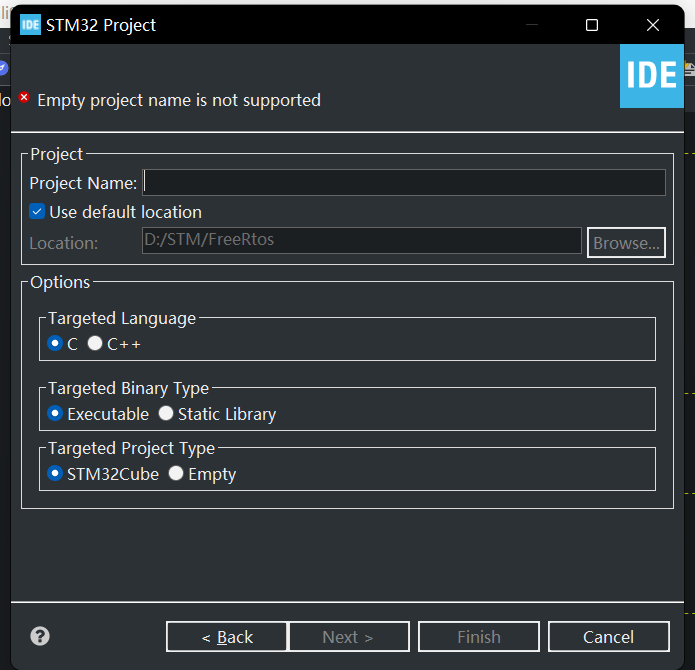 IDE STM32 Project
Empty project name is not supported
IDE
Project
Project Name:
Use default location
Location: D:/STM/FreeRtos Browse...
Options
Targeted Language
C C++
Targeted Binary Type
Executable Static Library
Targeted Project Type
STM32Cube Empty
? < Back Next > Finish Cancel